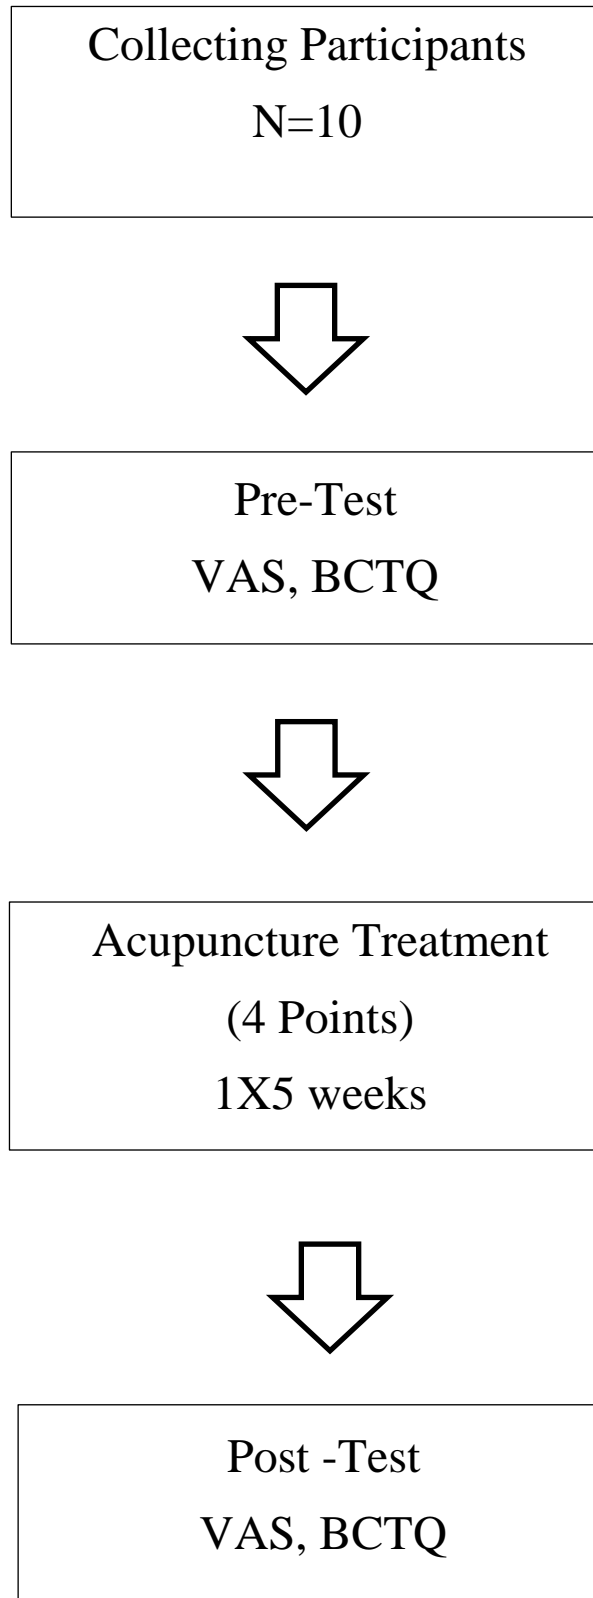 Collecting Participants
N=10
Pre-Test
VAS, BCTQ
Acupuncture Treatment
(4 Points)
1X5 weeks
Post -Test
VAS, BCTQ